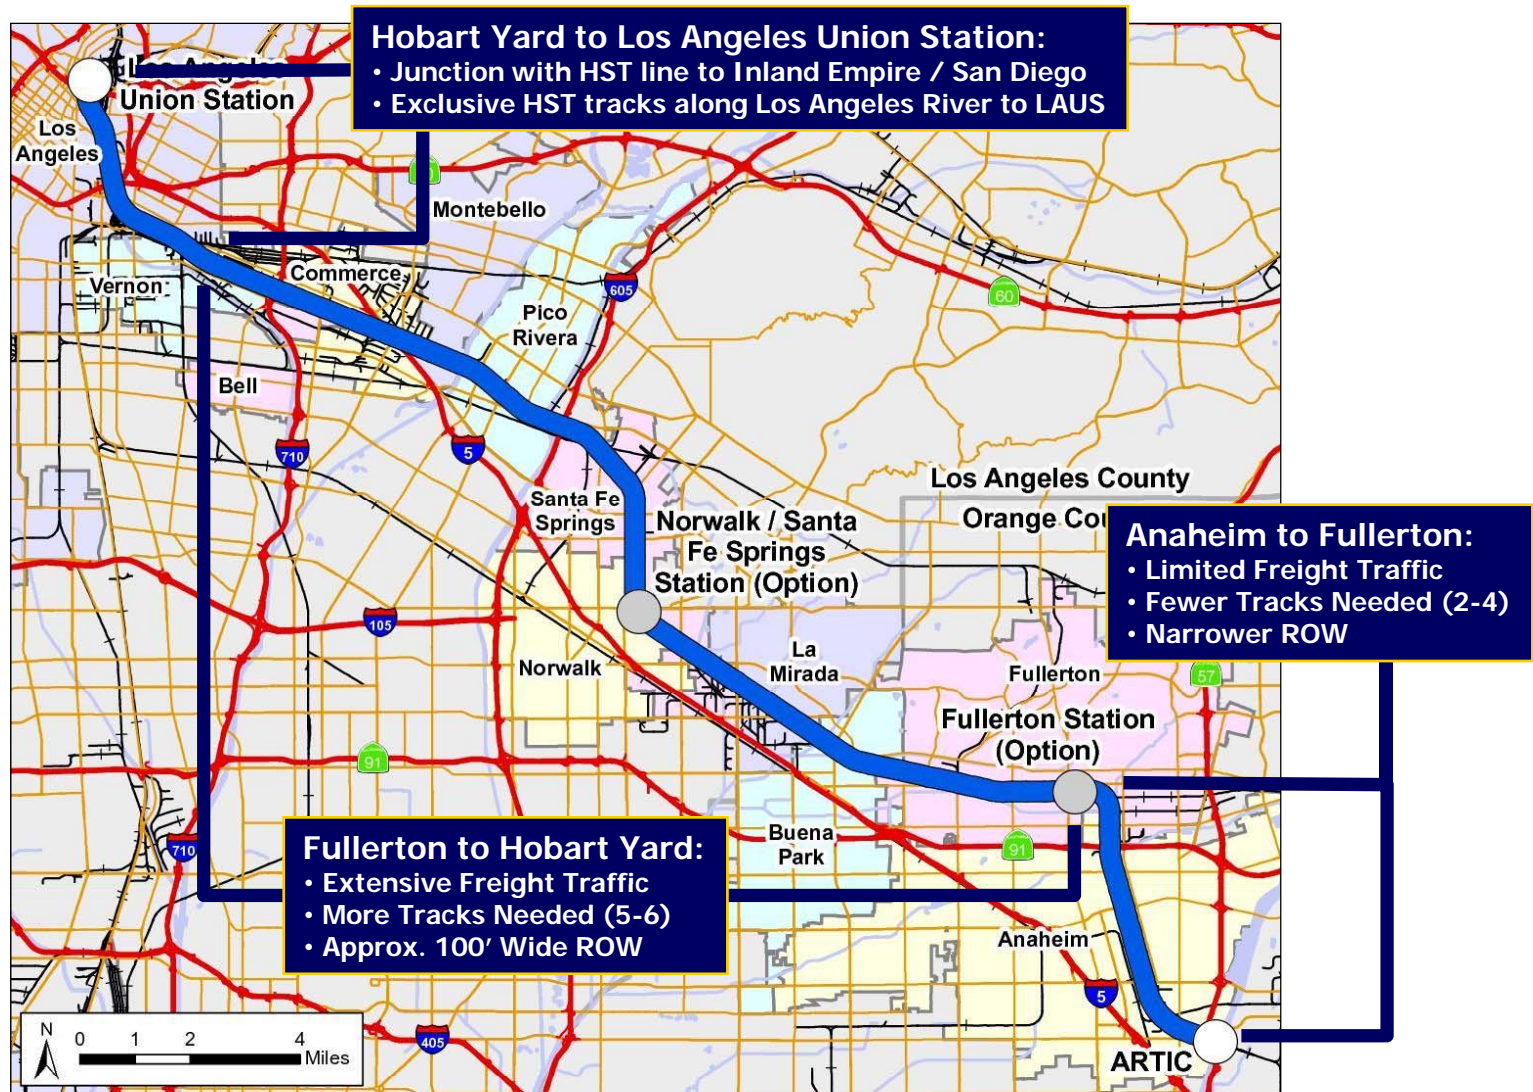 Hobart Yard to Los Angeles Union Station:
• Junction with HST line to Inland Empire / San Diego
• Exclusive HST tracks along Los Angeles River to LAUS
Los Angeles
Union Station
Los
Angeles
Montebello
Commerce
Vernon
605
60
Pico
Rivera
Bell
710
5
Los Angeles County
Santa Fe
Springs
Norwalk / Santa
Fe Springs
Station (Option)
Anaheim to Fullerton:
• Limited Freight Traffic
• Fewer Tracks Needed (2-4)
• Narrower ROW
Orange
105
Norwalk
La
Mirada
Fullerton
57
Fullerton Station
(Option)
91
710
Fullerton to Hobart Yard:
• Extensive Freight Traffic
• More Tracks Needed (5-6)
• Approx. 100' Wide ROW
Buena
Park
91
Anaheim
5
N
0 1 2 4
Miles
405
ARTIC